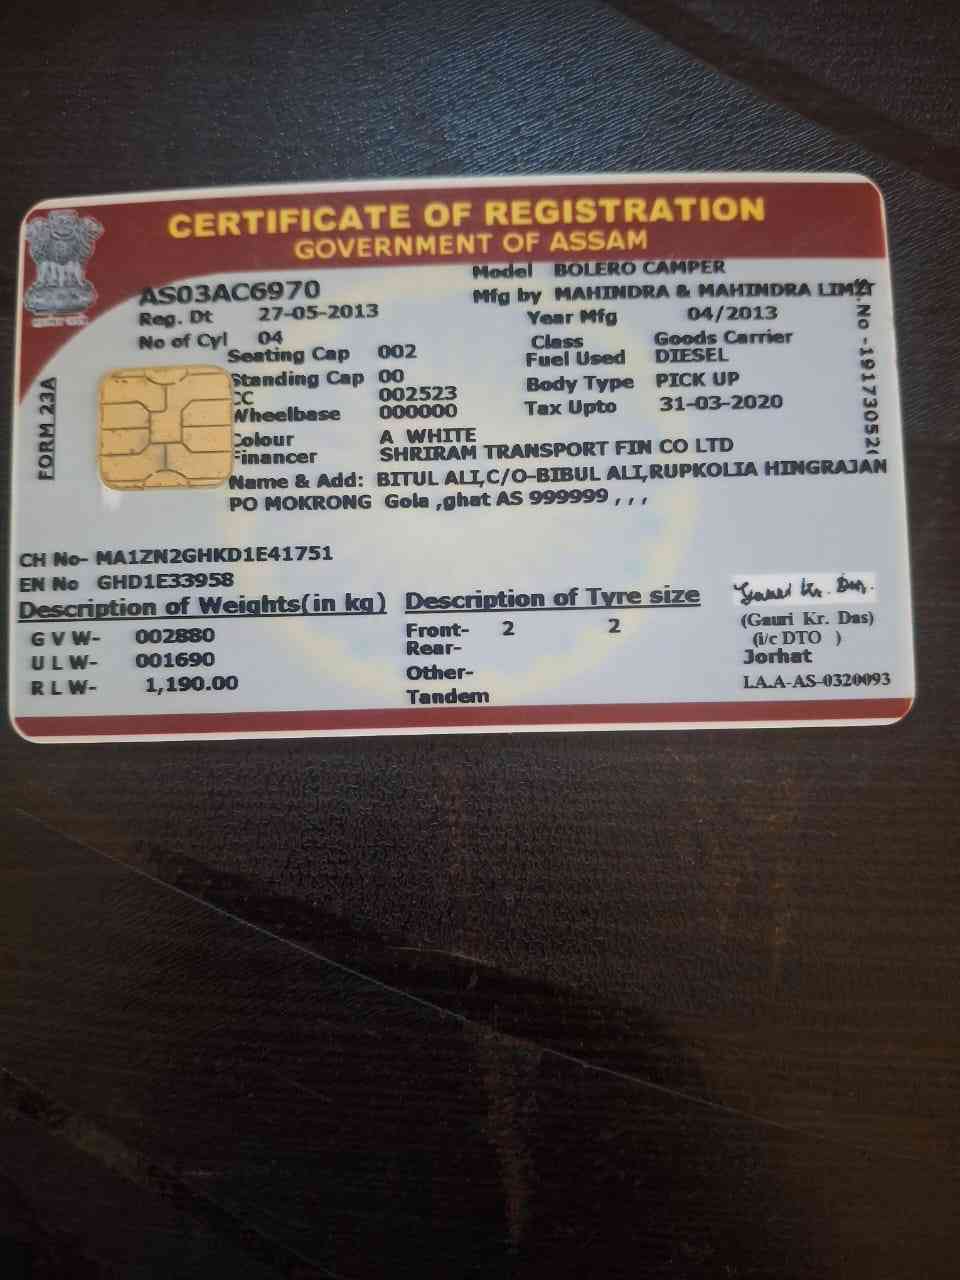 CERTIFICATE OF REGISTRATION
GOVERNMENT OF ASSAM
AS03AC6970
Model BOLERO CAMPER
Mfg by MAHINDRA & MAHINDRA LIMIT
Reg. Dt 27-05-2013
Year Mfg 04/2013
No of Cyl 04
Class Goods Carrier
Seating Cap 002
Fuel Used DIESEL
Standing Cap 00
Body Type PICK UP
CC 002523
Wheelbase 000000
Tax Upto 31-03-2020
Colour A WHITE
Financer SHRIRAM TRANSPORT FIN CO LTD
Name & Add: BITUL ALI,C/O-BIBUL ALI,RUPKOLIA HINGRAJAN
PO MOKRONG Gola ,ghat AS 999999 , , ,
FORM 23A
CH No- MA1ZN2GHKD1E41751
EN No GHD1E33958
Description of Weights(in kg)
G V W- 002880
U L W- 001690
R L W- 1,190.00
Description of Tyre size
Front- 2 2
Rear-
Other-
Tandem
(Gauri Kr. Das)
(i/c DTO )
Jorhat
I.A.A-AS-0320093